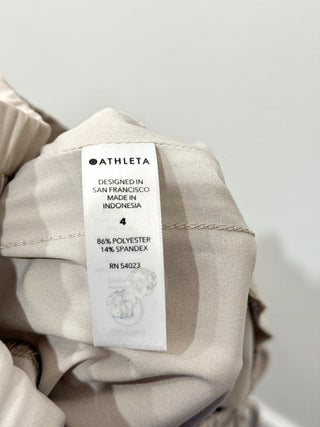 ATHLETA
DESIGNED IN
SAN FRANCISCO
MADE IN
INDONESIA
4
86% POLYESTER
14% SPANDEX
RN 54023